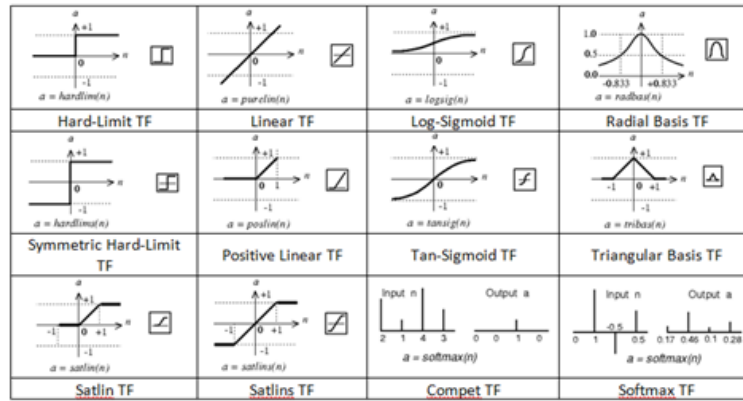 a
+1
n
0
-1
a = hardlim(n)
Hard-Limit TF
a
+1
n
0
-1
a = purelin(n)
Linear TF
a
+1
n
0
-1
a = logsig(n)
Log-Sigmoid TF
a
1.0
0.5
0.0
n
-0.833 +0.833
a = radbas(n)
Radial Basis TF
a
+1
n
0
-1
a = hardlims(n)
Symmetric Hard-Limit
TF
a
+1
n
0 1
-1
a = poslin(n)
Positive Linear TF
a
+1
n
0
-1
a = tansig(n)
Tan-Sigmoid TF
a
+1
n
-1 0 +1
-1
a = tribas(n)
Triangular Basis TF
a
+1
n
-1 0 +1
-1
a = satlin(n)
Satlin TF
a
+1
n
-1 0 +1
-1
a = satlins(n)
Satlins TF
Input n Output a
2 1 4 3 0 0 1 0
a = softmax(n)
Compet TF
Input n Output a
-0.5
0 1 0.5 0.17 0.46 0.1 0.28
a = softmax(n)
Softmax TF